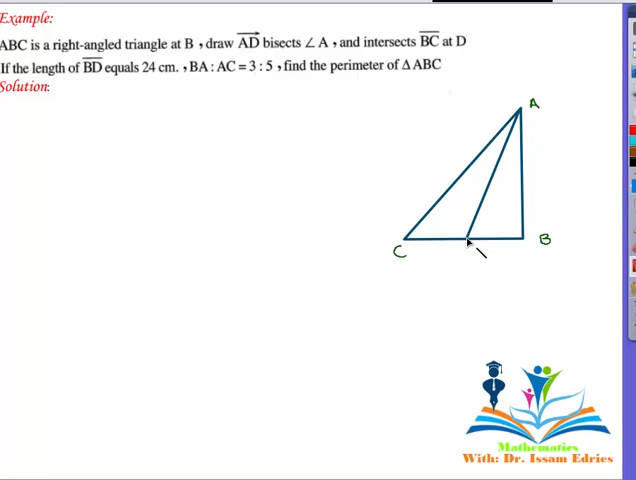 Example:
ABC is a right-angled triangle at B , draw AD bisects ∠ A , and intersects BC at D
If the length of BD equals 24 cm. , BA : AC = 3 : 5 , find the perimeter of Δ ABC
Solution:
A
C
B
Mathematics
With: Dr. Issam Edries